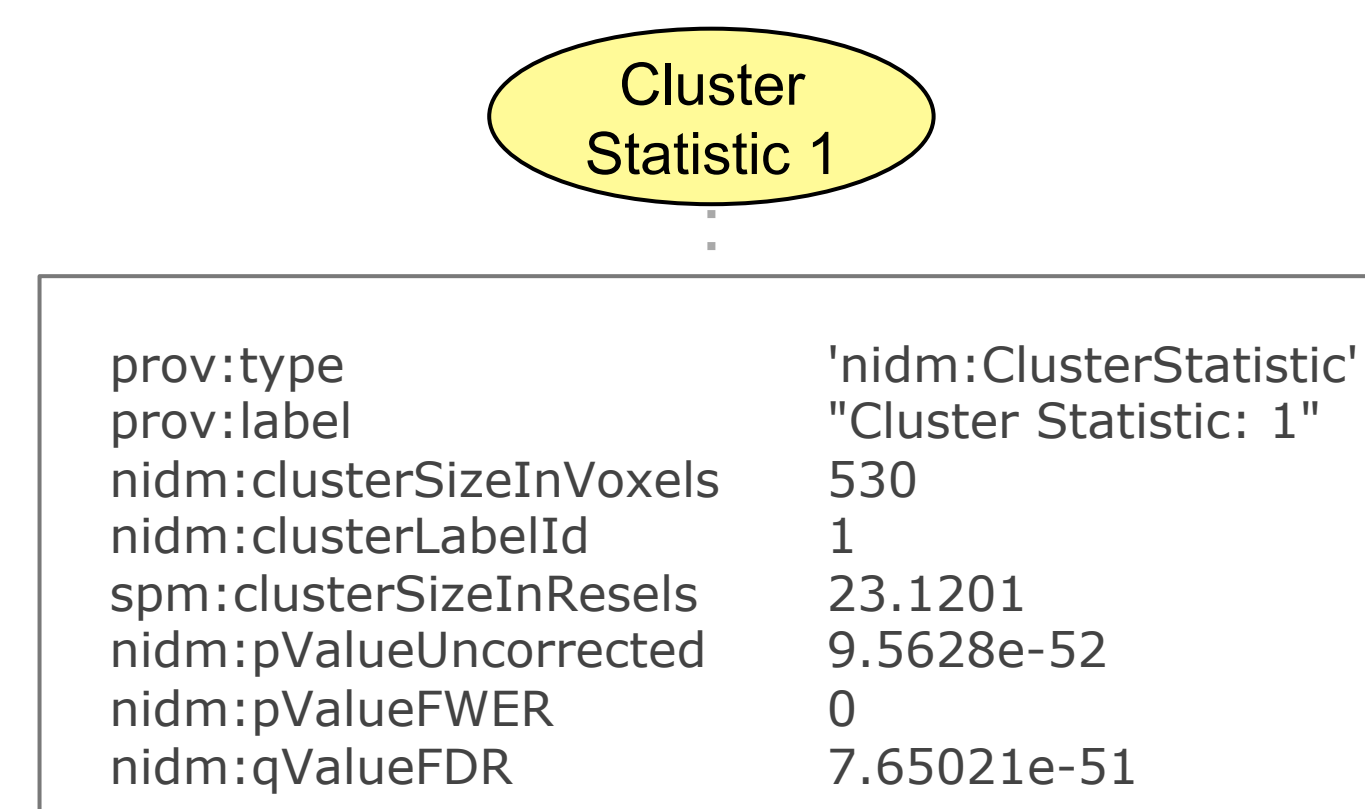 Cluster
Statistic 1
prov:type 'nidm:ClusterStatistic'
prov:label "Cluster Statistic: 1"
nidm:clusterSizeInVoxels 530
nidm:clusterLabelId 1
spm:clusterSizeInResels 23.1201
nidm:pValueUncorrected 9.5628e-52
nidm:pValueFWER 0
nidm:qValueFDR 7.65021e-51